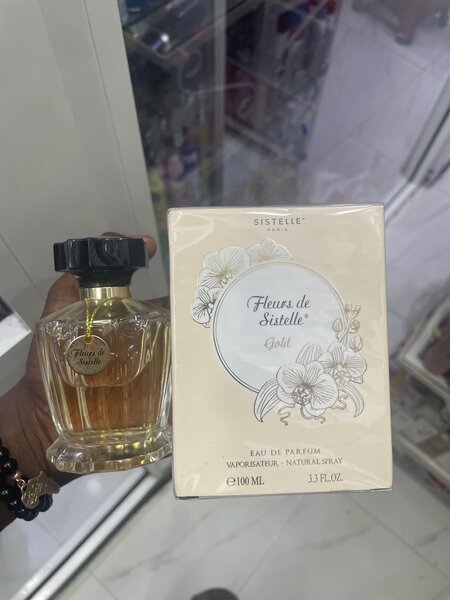 SISTELLE®
PARIS
Fleurs de
Sistelle®
Gold
EAU DE PARFUM
VAPORISATEUR - NATURAL SPRAY
℮100 ML 3.3 FL.OZ.
Fleurs de
Sistelle